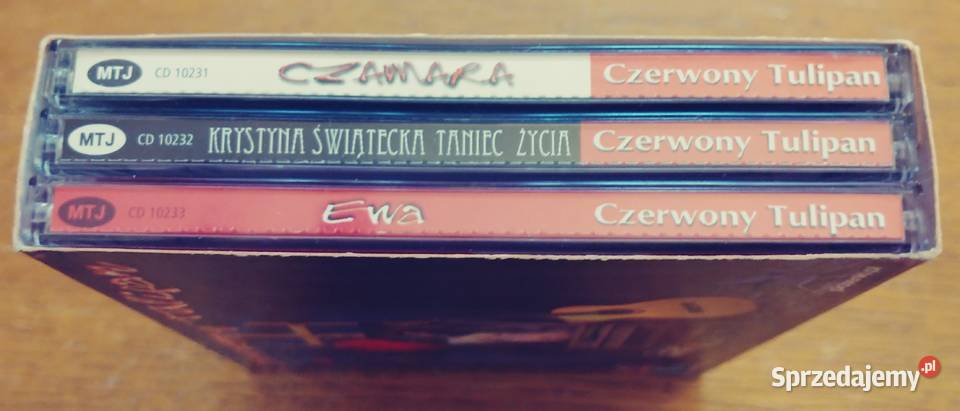 MTJ CD 10231 CZAMARA Czerwony Tulipan
MTJ CD 10232 KRYSTYNA ŚWIĄTECKA TANIEC ŻYCIA Czerwony Tulipan
MTJ CD 10233 Ewa Czerwony Tulipan
Sprzedajemy.pl